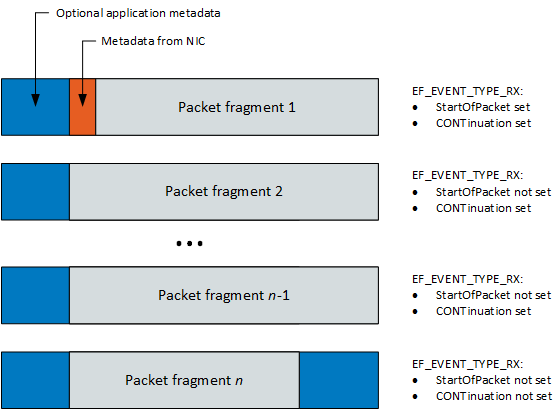 Optional application metadata
Metadata from NIC
Packet fragment 1
EF_EVENT_TYPE_RX:
• StartOfPacket set
• CONTinuation set
Packet fragment 2
EF_EVENT_TYPE_RX:
• StartOfPacket not set
• CONTinuation set
...
Packet fragment n-1
EF_EVENT_TYPE_RX:
• StartOfPacket not set
• CONTinuation set
Packet fragment n
EF_EVENT_TYPE_RX:
• StartOfPacket not set
• CONTinuation not set